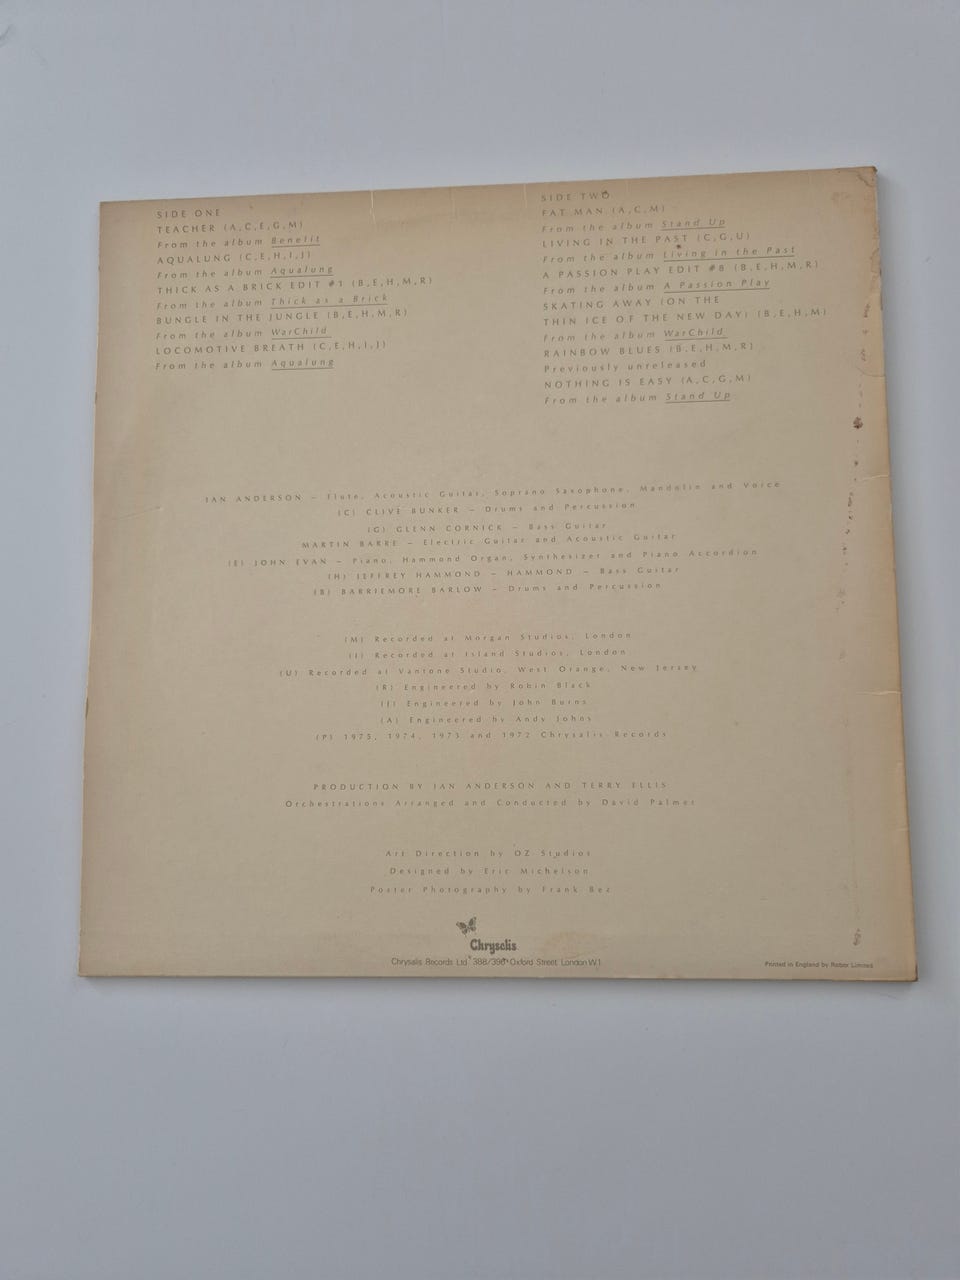 SIDE ONE
TEACHER (A,C,E,G,M)
From the album Benefit
AQUALUNG (C,E,H,I,J)
From the album Aqualung
THICK AS A BRICK EDIT #1 (B,E,H,M,R)
From the album Thick as a Brick
BUNGLE IN THE JUNGLE (B,E,H,M,R)
From the album WarChild
LOCOMOTIVE BREATH (C,E,H,I,J)
From the album Aqualung
SIDE TWO
FAT MAN (A,C,M)
From the album Stand Up
LIVING IN THE PAST (C,G,U)
From the album Living in the Past
A PASSION PLAY EDIT #8 (B,E,H,M,R)
From the album A Passion Play
SKATING AWAY (ON THE
THIN ICE OF THE NEW DAY) (B,E,H,M)
From the album WarChild
RAINBOW BLUES (B,E,H,M,R)
Previously unreleased
NOTHING IS EASY (A,C,G,M)
From the album Stand Up
IAN ANDERSON – Flute, Acoustic Guitar, Soprano Saxophone, Mandolin and Voice
(C) CLIVE BUNKER – Drums and Percussion
(G) GLENN CORNICK – Bass Guitar
MARTIN BARRE – Electric Guitar and Acoustic Guitar
(E) JOHN EVAN – Piano, Hammond Organ, Synthesizer and Piano Accordion
(H) JEFFREY HAMMOND – HAMMOND – Bass Guitar
(B) BARRIEMORE BARLOW – Drums and Percussion
(M) Recorded at Morgan Studios, London
(I) Recorded at Island Studios, London
(U) Recorded at Vantone Studio, West Orange, New Jersey
(R) Engineered by Robin Black
(J) Engineered by John Burns
(A) Engineered by Andy Johns
(P) 1975, 1974, 1973 and 1972 Chrysalis Records
PRODUCTION BY IAN ANDERSON AND TERRY ELLIS
Orchestrations Arranged and Conducted by David Palmer
Art Direction by OZ Studios
Designed by Eric Michelson
Poster Photography by Frank Bez
Chrysalis
Chrysalis Records Ltd 388/396 Oxford Street London W1
Printed in England by Robor Limited